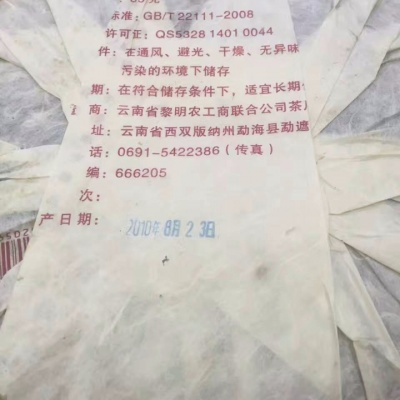 标准：GB/T 22111-2008
许可证：QS5328 1401 0044
件：在通风、避光、干燥、无异味
污染的环境下储存
期：在符合储存条件下，适宜长期
商：云南省黎明农工商联合公司茶
址：云南省西双版纳州勐海县勐遮
话：0691-5422386（传真）
编：666205
次：
产日期：2010年8月23日